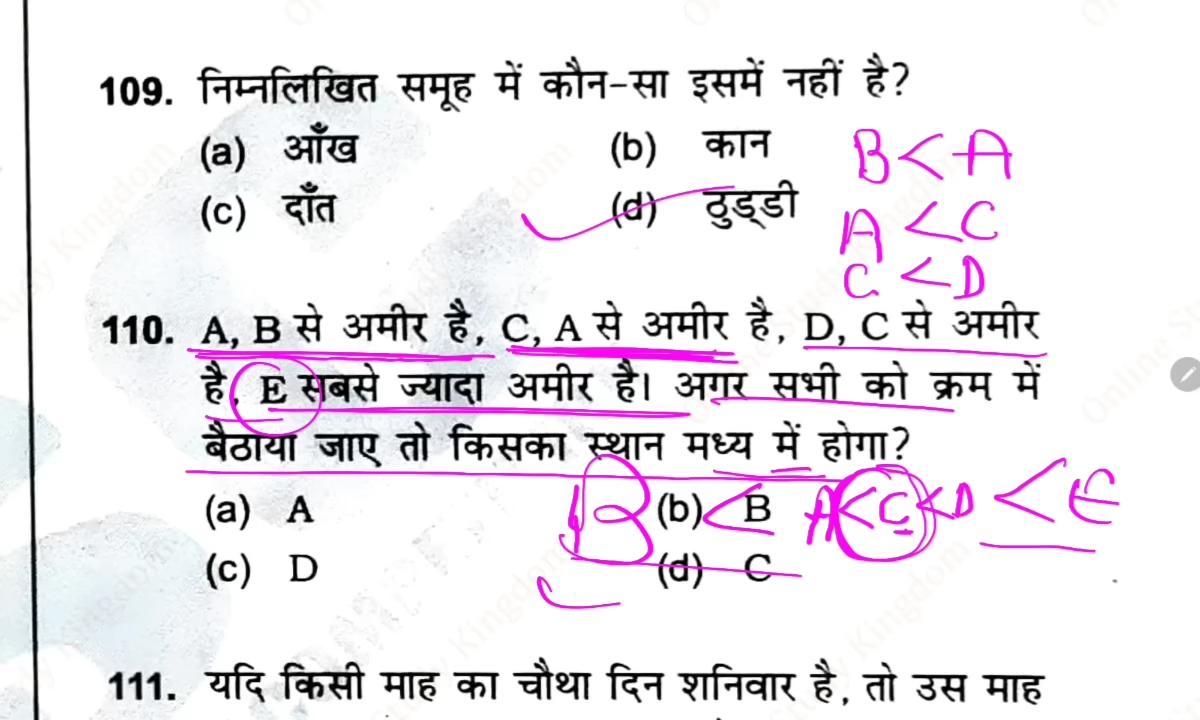 109. निम्नलिखित समूह में कौन-सा इसमें नहीं है?
(a) आँख (b) कान
(c) दाँत (d) ठुड्डी
B < A
A < C
C < D
110. A, B से अमीर है, C, A से अमीर है, D, C से अमीर
है, E सबसे ज्यादा अमीर है। अगर सभी को क्रम में
बैठाया जाए तो किसका स्थान मध्य में होगा?
(a) A (b) B
(c) D (d) C
B < A < C < D < E
111. यदि किसी माह का चौथा दिन शनिवार है, तो उस माह